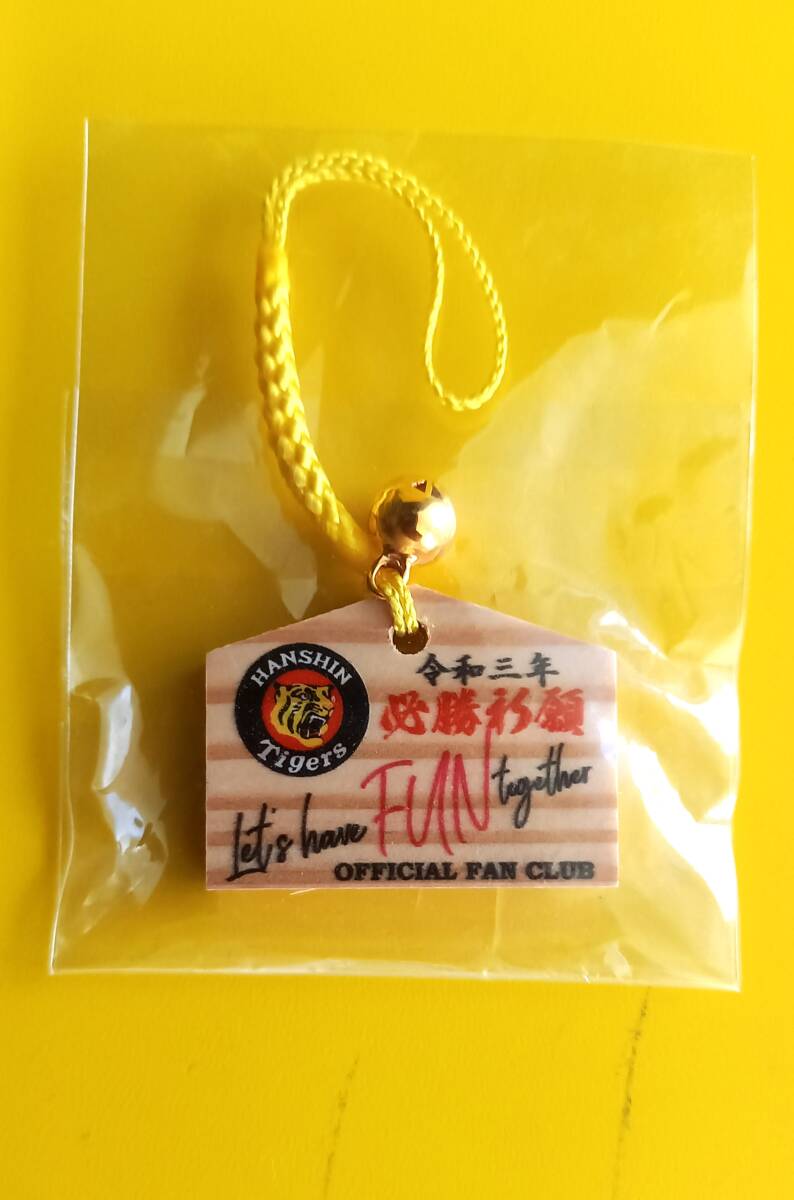 HANSHIN
Tigers
令和三年
必勝祈願
Let's have FUN together
OFFICIAL FAN CLUB